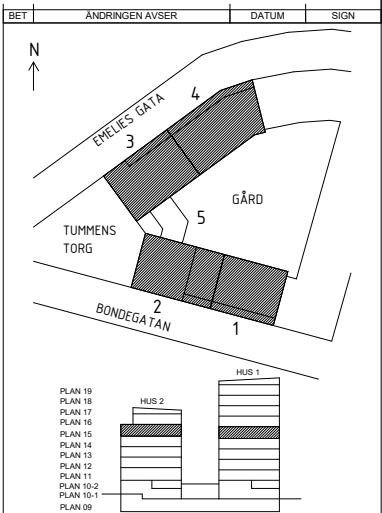 BET ÄNDRINGEN AVSER DATUM SIGN
N
EMELIES GATA
4
3
GÅRD
5
TUMMENS
TORG
2
BONDEGATAN
1
HUS 1
PLAN 19
PLAN 18
HUS 2
PLAN 17
PLAN 16
PLAN 15
PLAN 14
PLAN 13
PLAN 12
PLAN 11
PLAN 10-2
PLAN 10-1
PLAN 09